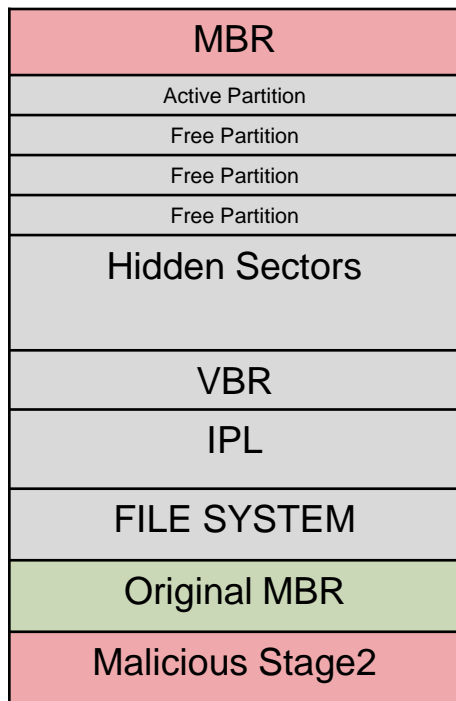 MBR
Active Partition
Free Partition
Free Partition
Free Partition
Hidden Sectors
VBR
IPL
FILE SYSTEM
Original MBR
Malicious Stage2